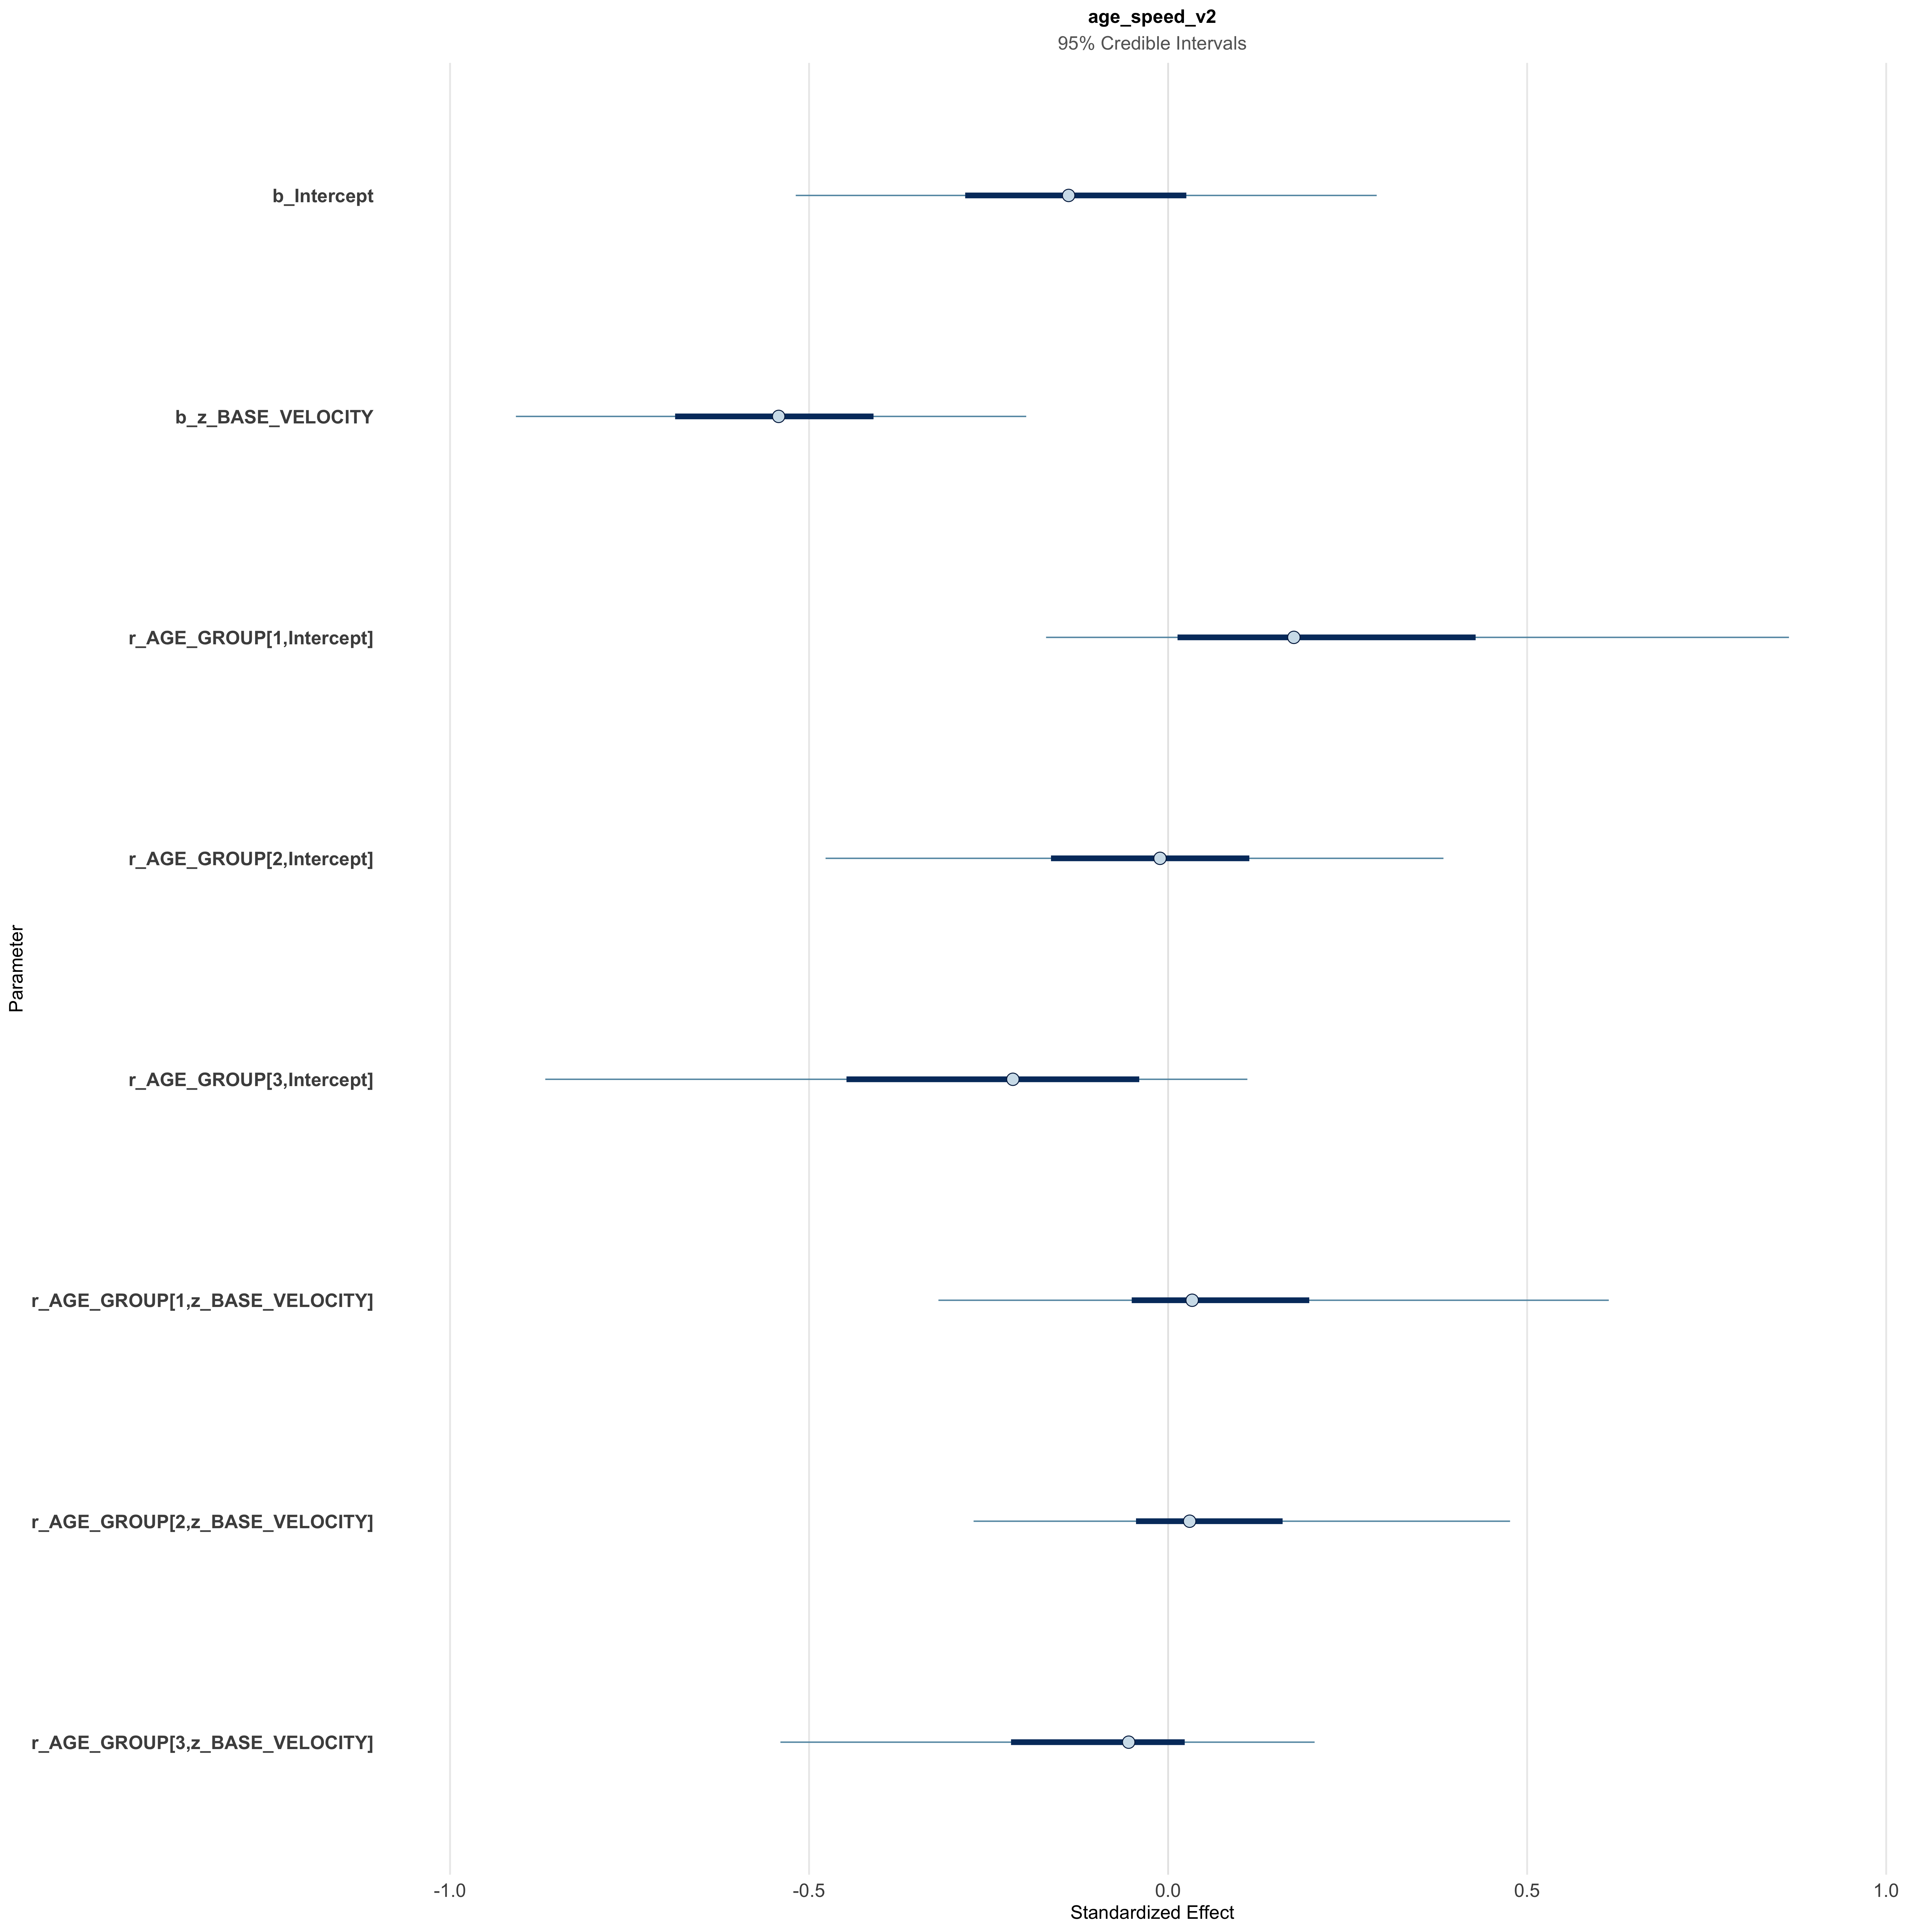 age_speed_v2
95% Credible Intervals
b_Intercept
b_z_BASE_VELOCITY
r_AGE_GROUP[1,Intercept]
r_AGE_GROUP[2,Intercept]
r_AGE_GROUP[3,Intercept]
r_AGE_GROUP[1,z_BASE_VELOCITY]
r_AGE_GROUP[2,z_BASE_VELOCITY]
r_AGE_GROUP[3,z_BASE_VELOCITY]
Parameter
-1.0 -0.5 0.0 0.5 1.0
Standardized Effect